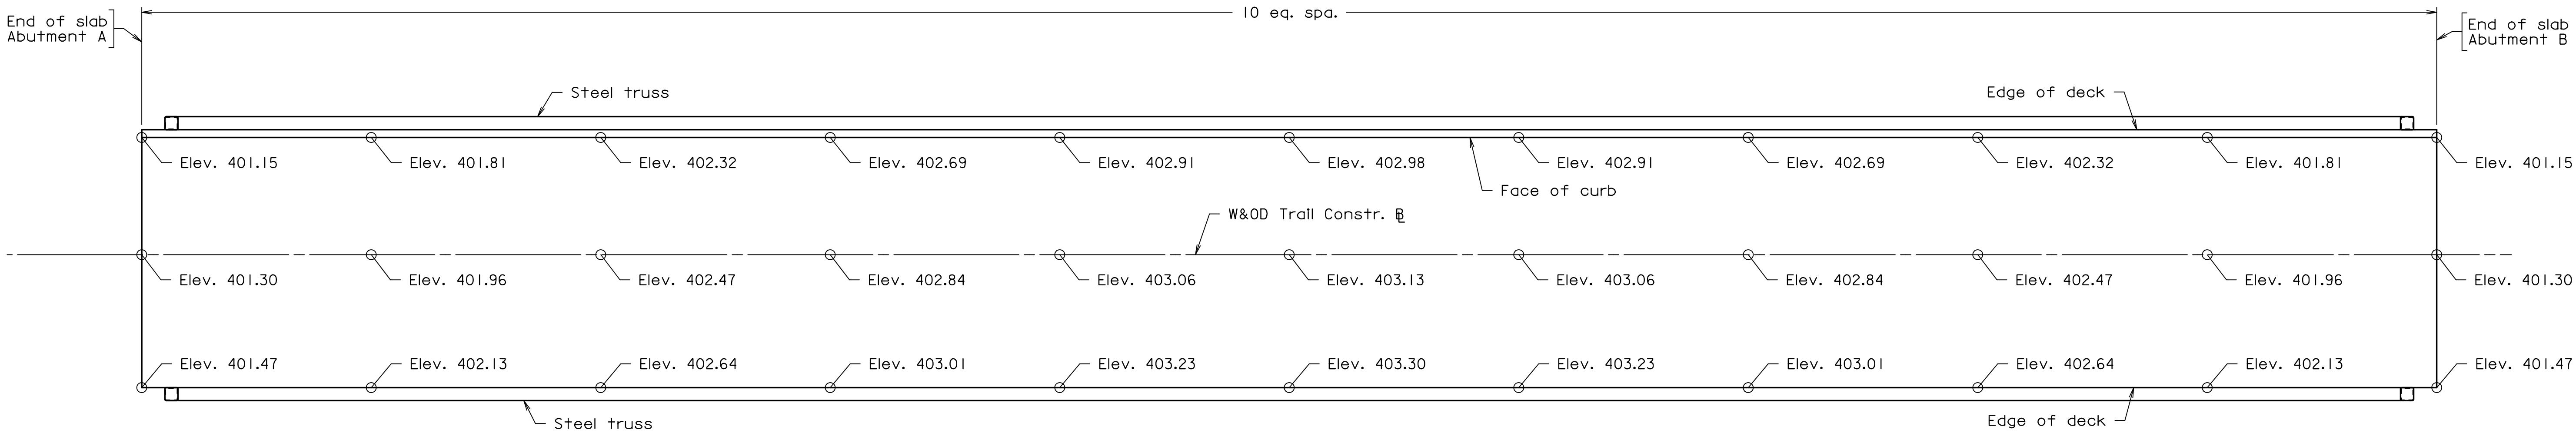 10 eq. spa.
End of slab
Abutment A
End of slab
Abutment B
Steel truss
Edge of deck
Elev. 401.15
Elev. 401.81
Elev. 402.32
Elev. 402.69
Elev. 402.91
Elev. 402.98
Elev. 402.91
Elev. 402.69
Elev. 402.32
Elev. 401.81
Elev. 401.15
Face of curb
W&OD Trail Constr. BL
Elev. 401.30
Elev. 401.96
Elev. 402.47
Elev. 402.84
Elev. 403.06
Elev. 403.13
Elev. 403.06
Elev. 402.84
Elev. 402.47
Elev. 401.96
Elev. 401.30
Elev. 401.47
Elev. 402.13
Elev. 402.64
Elev. 403.01
Elev. 403.23
Elev. 403.30
Elev. 403.23
Elev. 403.01
Elev. 402.64
Elev. 402.13
Elev. 401.47
Steel truss
Edge of deck